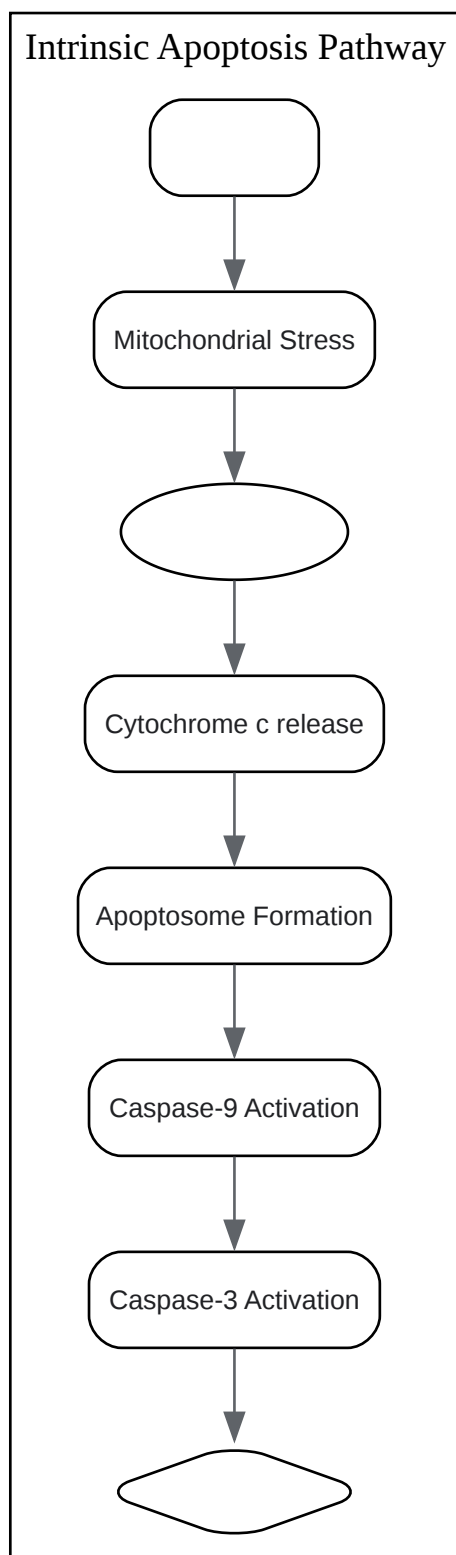 Intrinsic Apoptosis Pathway
Mitochondrial Stress
Cytochrome c release
Apoptosome Formation
Caspase-9 Activation
Caspase-3 Activation